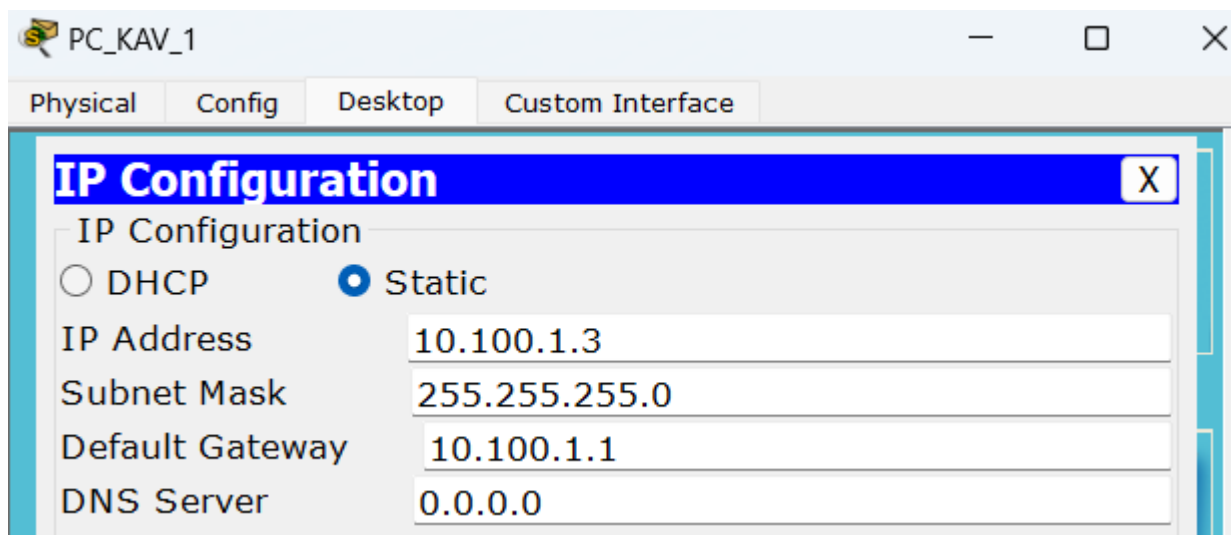 PC_KAV_1
Physical Config Desktop Custom Interface
IP Configuration X
IP Configuration
DHCP Static
IP Address 10.100.1.3
Subnet Mask 255.255.255.0
Default Gateway 10.100.1.1
DNS Server 0.0.0.0